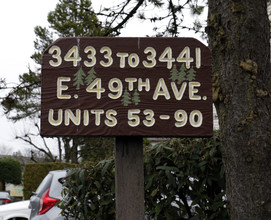 3433 TO 3441
E. 49TH AVE.
UNITS 53-90